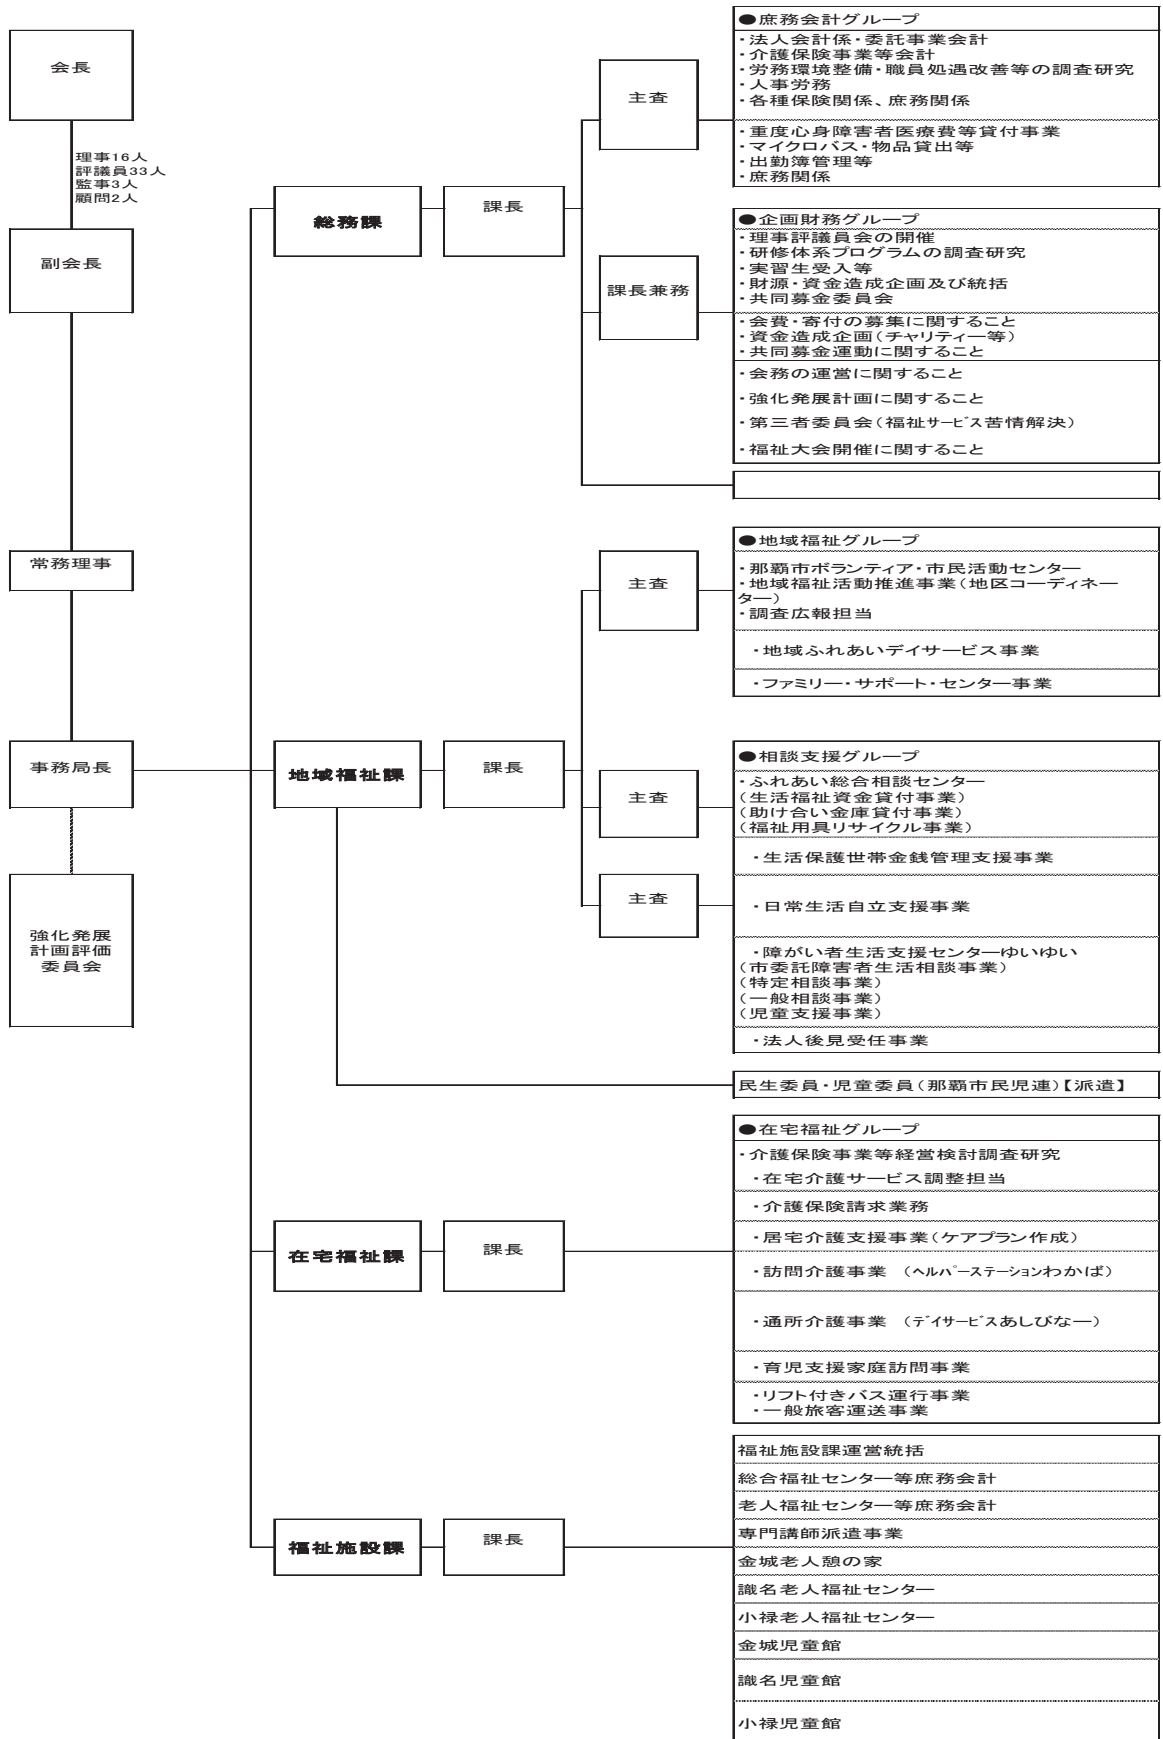 会長
理事16人
評議員33人
監事3人
顧問2人
副会長
常務理事
事務局長
強化発展
計画評価
委員会
総務課
課長
主査
●庶務会計グループ
・法人会計係・委託事業会計
・介護保険事業等会計
・労務環境整備・職員処遇改善等の調査研究
・人事労務
・各種保険関係、庶務関係
・重度心身障害者医療費等貸付事業
・マイクロバス・物品貸出等
・出勤簿管理等
・庶務関係
課長兼務
●企画財務グループ
・理事評議員会の開催
・研修体系プログラムの調査研究
・実習生受入等
・財源・資金造成企画及び統括
・共同募金委員会
・会費・寄付の募集に関すること
・資金造成企画(チャリティー等)
・共同募金運動に関すること
・会務の運営に関すること
・強化発展計画に関すること
・第三者委員会(福祉サービス苦情解決)
・福祉大会開催に関すること
地域福祉課
課長
主査
●地域福祉グループ
・那覇市ボランティア・市民活動センター
・地域福祉活動推進事業(地区コーディネー
ター)
・調査広報担当
・地域ふれあいデイサービス事業
・ファミリー・サポート・センター事業
主査
●相談支援グループ
・ふれあい総合相談センター
(生活福祉資金貸付事業)
(助け合い金庫貸付事業)
(福祉用具リサイクル事業)
・生活保護世帯金銭管理支援事業
主査
・日常生活自立支援事業
・障がい者生活支援センターゆいゆい
(市委託障害者生活相談事業)
(特定相談事業)
(一般相談事業)
(児童支援事業)
・法人後見受任事業
民生委員・児童委員(那覇市民児連)【派遣】
在宅福祉課
課長
●在宅福祉グループ
・介護保険事業等経営検討調査研究
・在宅介護サービス調整担当
・介護保険請求業務
・居宅介護支援事業(ケアプラン作成)
・訪問介護事業 (ヘルパーステーションわかば)
・通所介護事業 (デイサービスあしびなー)
・育児支援家庭訪問事業
・リフト付きバス運行事業
・一般旅客運送事業
福祉施設課
課長
福祉施設課運営統括
総合福祉センター等庶務会計
老人福祉センター等庶務会計
専門講師派遣事業
金城老人憩の家
識名老人福祉センター
小禄老人福祉センター
金城児童館
識名児童館
小禄児童館